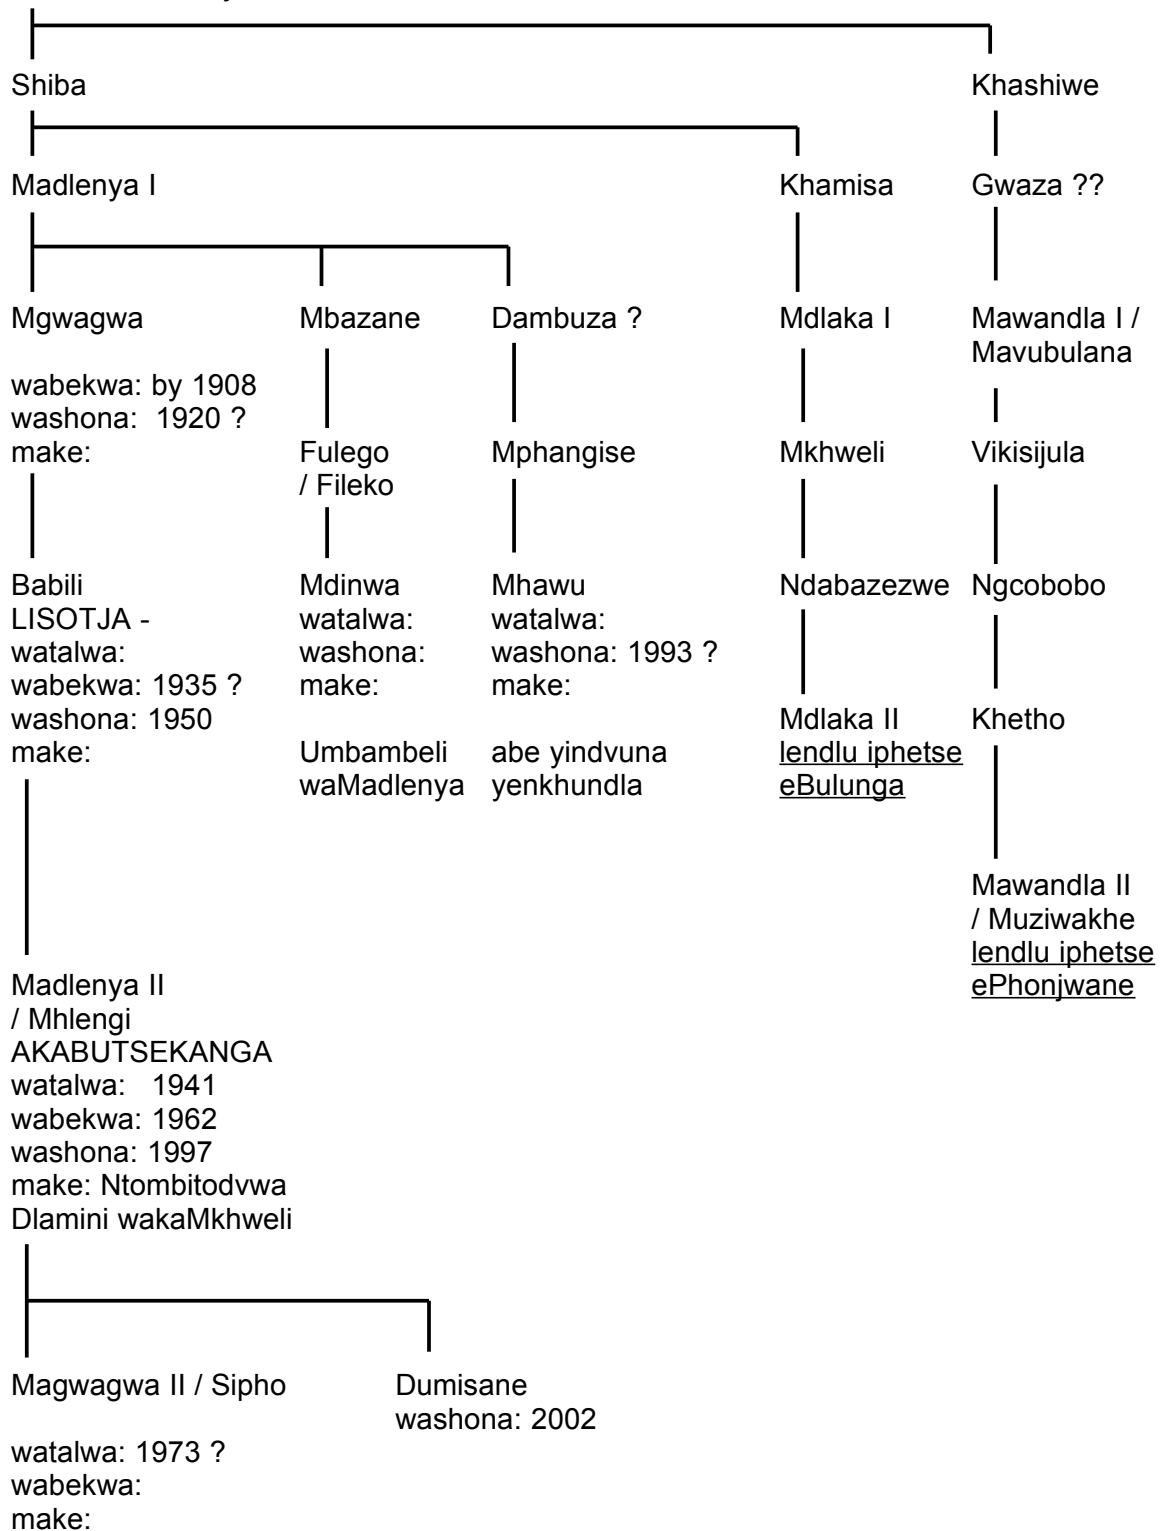 Shiba Khashiwe
Madlenya I Khamisa Gwaza ??
Mgwagwa Mbazane Dambuza ? Mdlaka I Mawandla I /
Mavubulana
wabekwa: by 1908
washona: 1920 ?
make: Fulego Mphangise Mkhweli Vikisijula
/ Fileko
Babili Mdinwa Mhawu Ndabazezwe Ngcobobo
LISOTJA - watalwa: watalwa:
watalwa: washona: washona: 1993 ?
wabekwa: 1935 ? make: make:
washona: 1950 Mdlaka II Khetho
make: Umbambeli abe yindvuna lendlu iphetse
waMadlenya yenkhundla eBulunga
Mawandla II
/ Muziwakhe
lendlu iphetse
Madlenya II ePhonjwane
/ Mhlengi
AKABUTSEKANGA
watalwa: 1941
wabekwa: 1962
washona: 1997
make: Ntombitodvwa
Dlamini wakaMkhweli
Magwagwa II / Sipho Dumisane
washona: 2002
watalwa: 1973 ?
wabekwa:
make: